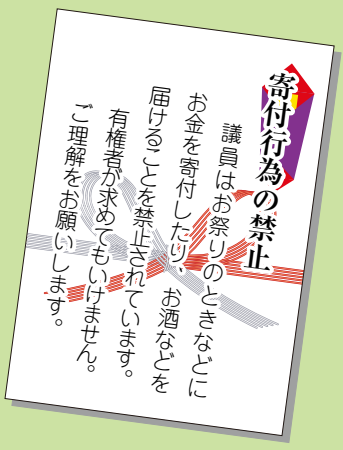 寄付行為の禁止
議員はお祭りのときなどに
お金を寄付したり、お酒などを
届けることを禁止されています。
有権者が求めてもいけません。
ご理解をお願いします。